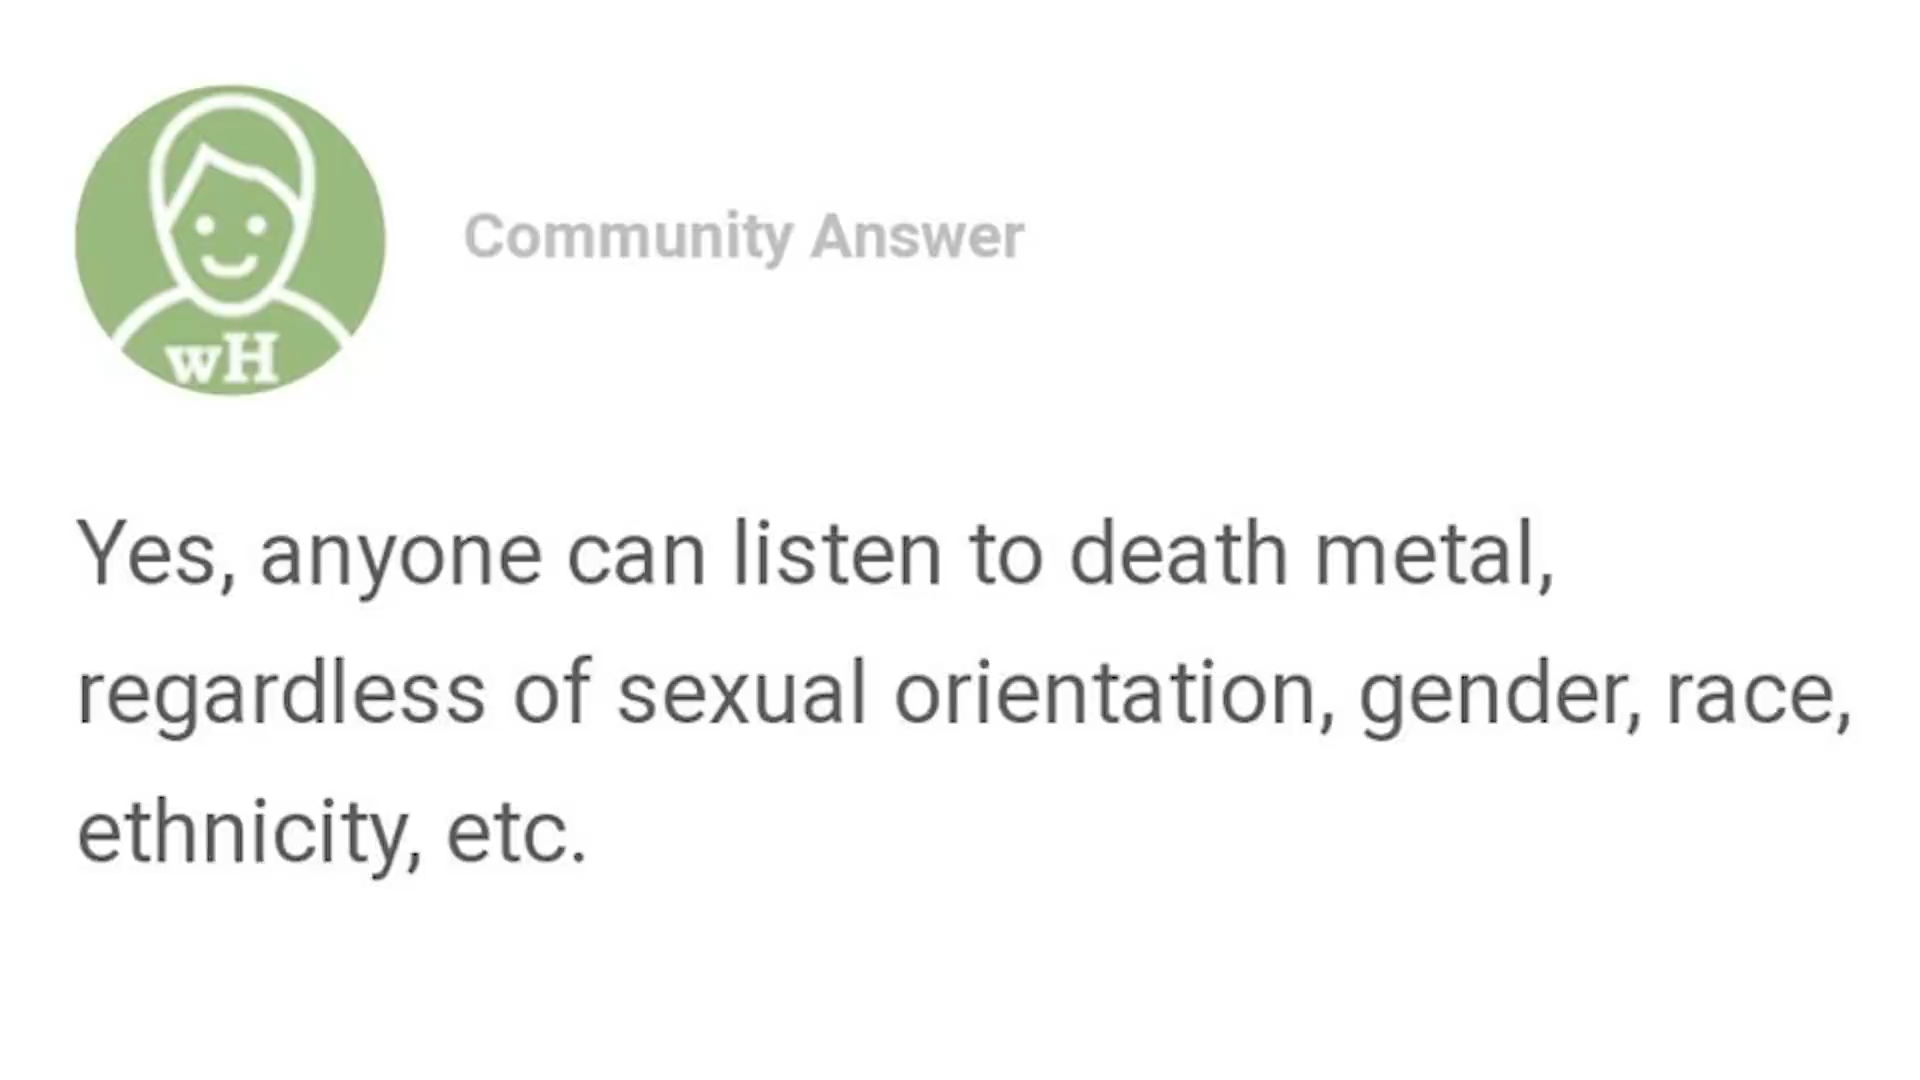 wH
Community Answer
Yes, anyone can listen to death metal,
regardless of sexual orientation, gender, race,
ethnicity, etc.